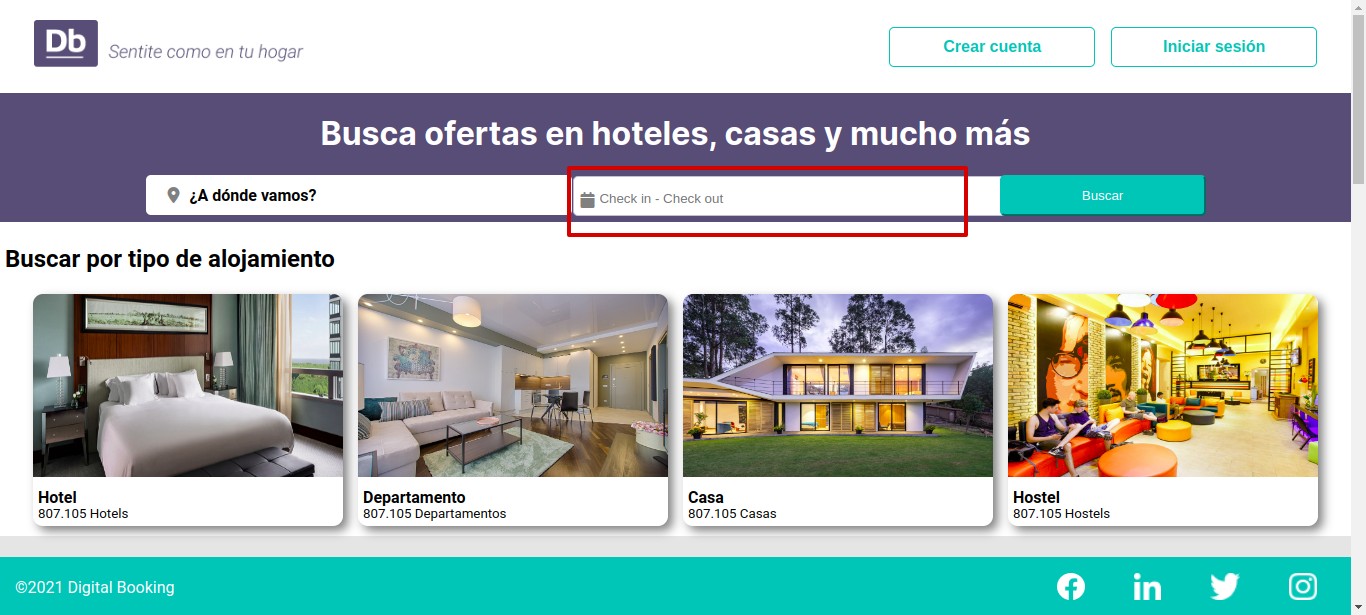 Db
Sentite como en tu hogar
Crear cuenta
Iniciar sesión
Busca ofertas en hoteles, casas y mucho más
¿A dónde vamos?
Check in - Check out
Buscar
Buscar por tipo de alojamiento
Hotel
807.105 Hotels
Departamento
807.105 Departamentos
Casa
807.105 Casas
Hostel
807.105 Hostels
©2021 Digital Booking